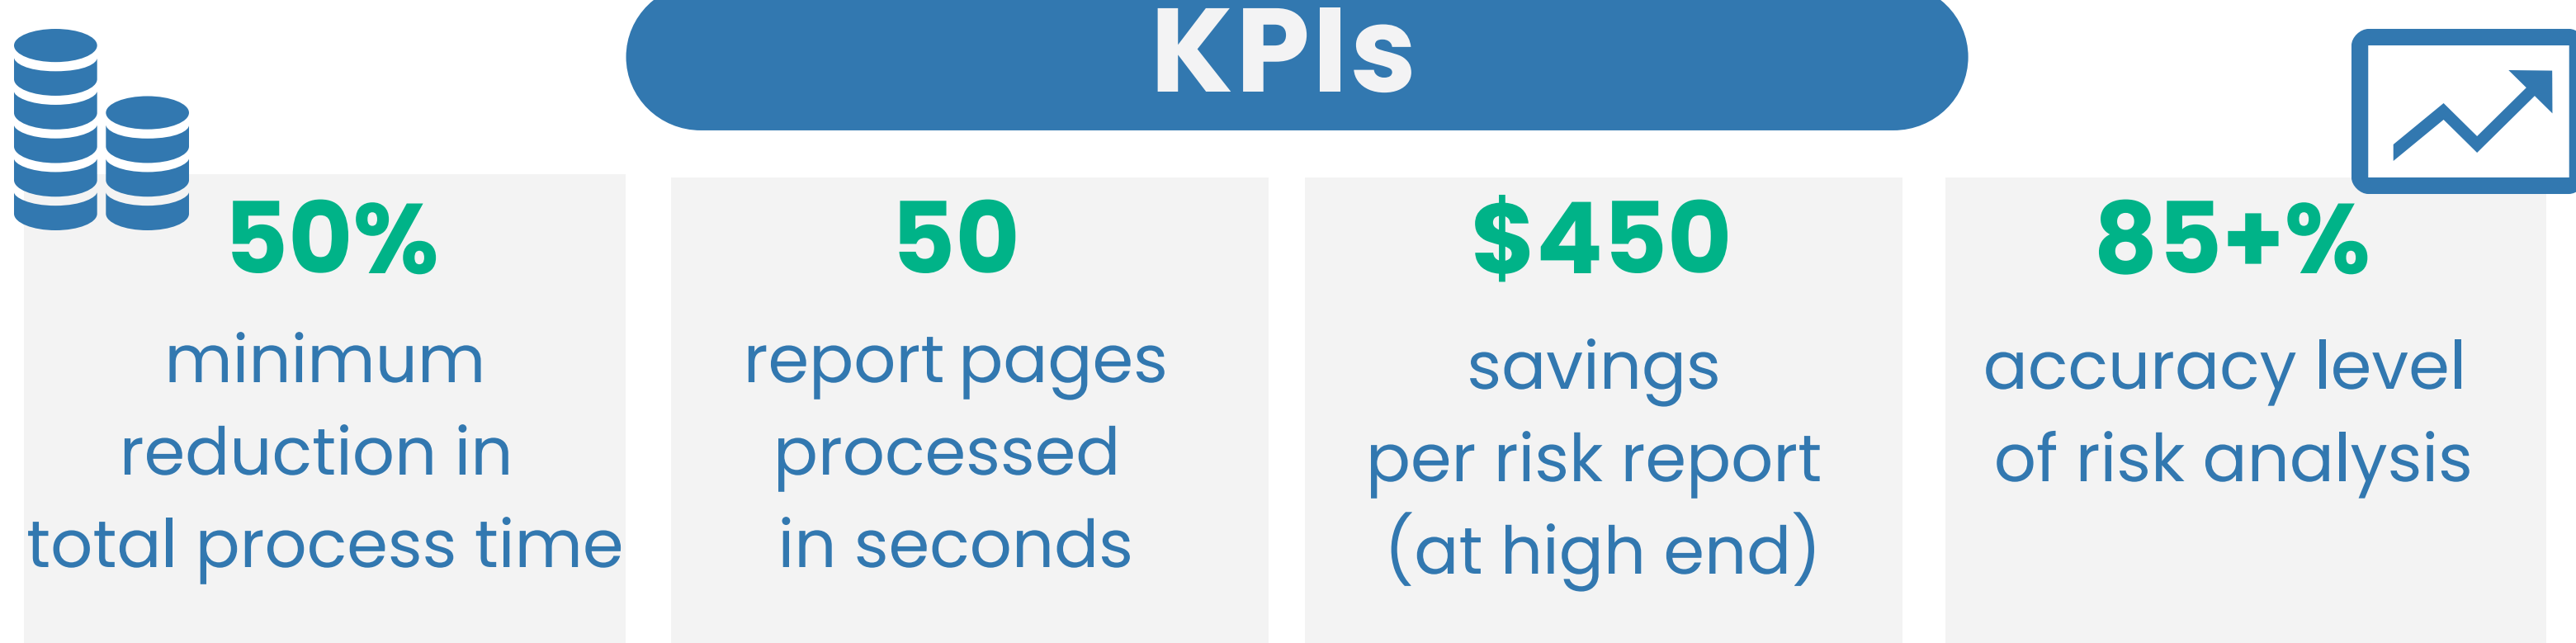 KPIs
50%
minimum
reduction in
total process time
50
report pages
processed
in seconds
$450
savings
per risk report
(at high end)
85+%
accuracy level
of risk analysis